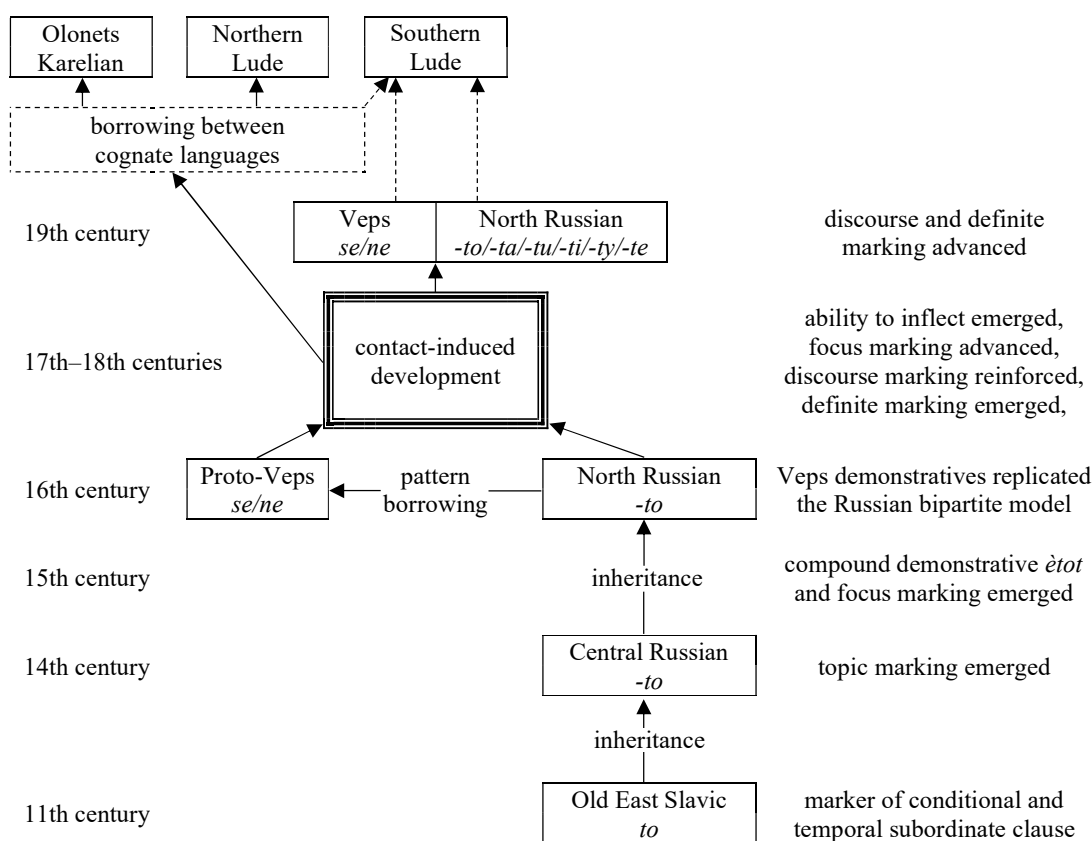 Olonets
Karelian
Northern
Lude
Southern
Lude
borrowing between
cognate languages
19th century
Veps
se/ne
North Russian
-to/-ta/-tu/-ti/-ty/-te
discourse and definite
marking advanced
17th–18th centuries
contact-induced
development
ability to inflect emerged,
focus marking advanced,
discourse marking reinforced,
definite marking emerged,
16th century
Proto-Veps
se/ne
pattern
borrowing
North Russian
-to
Veps demonstratives replicated
the Russian bipartite model
15th century
inheritance
compound demonstrative ètot
and focus marking emerged
14th century
Central Russian
-to
topic marking emerged
inheritance
11th century
Old East Slavic
to
marker of conditional and
temporal subordinate clause